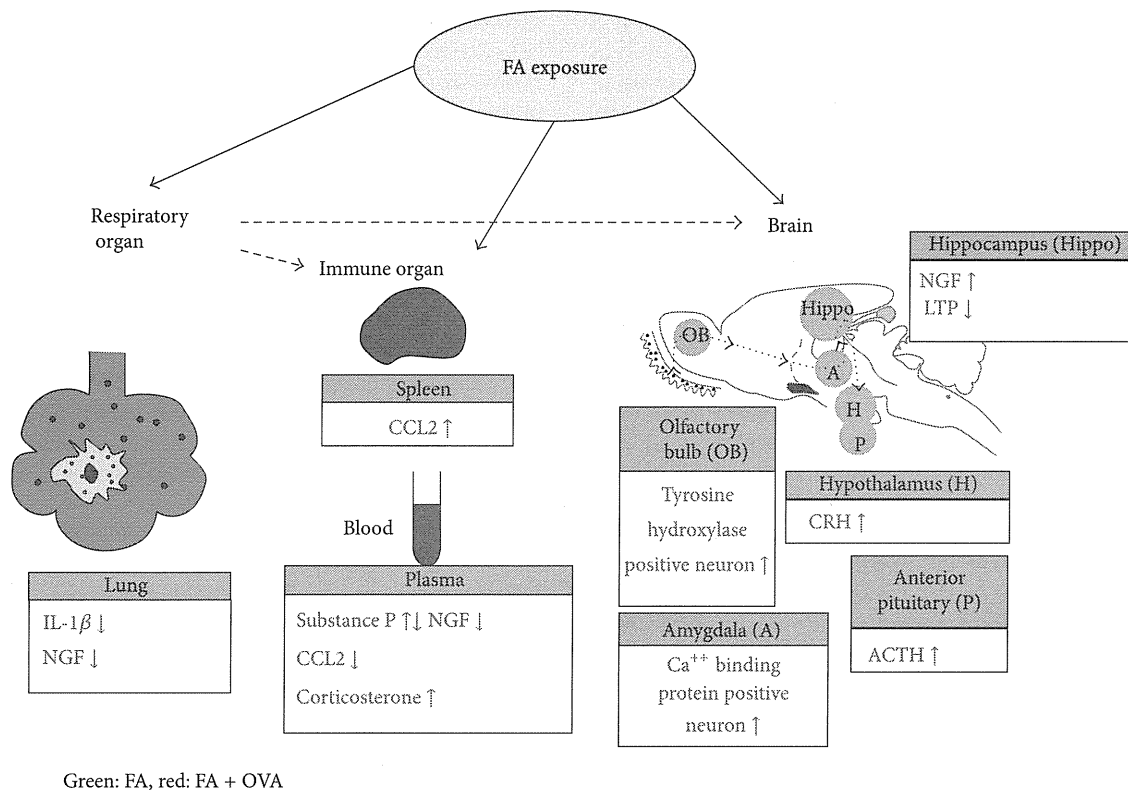 FA exposure
Respiratory
organ
Brain
Immune organ
Hippocampus (Hippo)
NGF ↑
LTP ↓
Hippo
OB
A
H
P
Spleen
CCL2 ↑
Olfactory
bulb (OB)
Tyrosine
hydroxylase
positive neuron ↑
Hypothalamus (H)
CRH ↑
Blood
Lung
IL-1β ↓
NGF ↓
Plasma
Substance P ↑↓ NGF ↓
CCL2 ↓
Corticosterone ↑
Anterior
pituitary (P)
ACTH ↑
Amygdala (A)
Ca⁺⁺ binding
protein positive
neuron ↑
Green: FA, red: FA + OVA